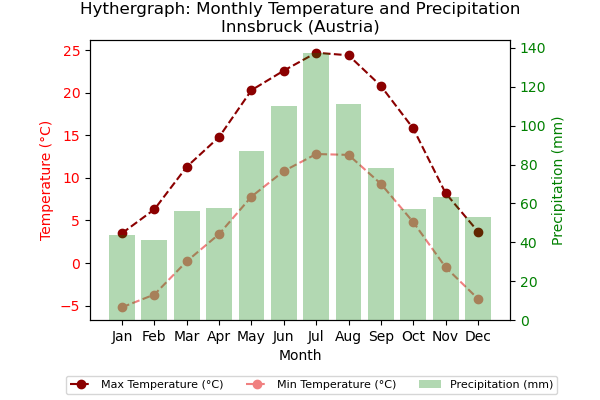 Hythergraph: Monthly Temperature and Precipitation
Innsbruck (Austria)
25
20
15
10
5
0
−5
Temperature (°C)
140
120
100
80
60
40
20
0
Precipitation (mm)
Jan Feb Mar Apr May Jun Jul Aug Sep Oct Nov Dec
Month
Max Temperature (°C) Min Temperature (°C) Precipitation (mm)